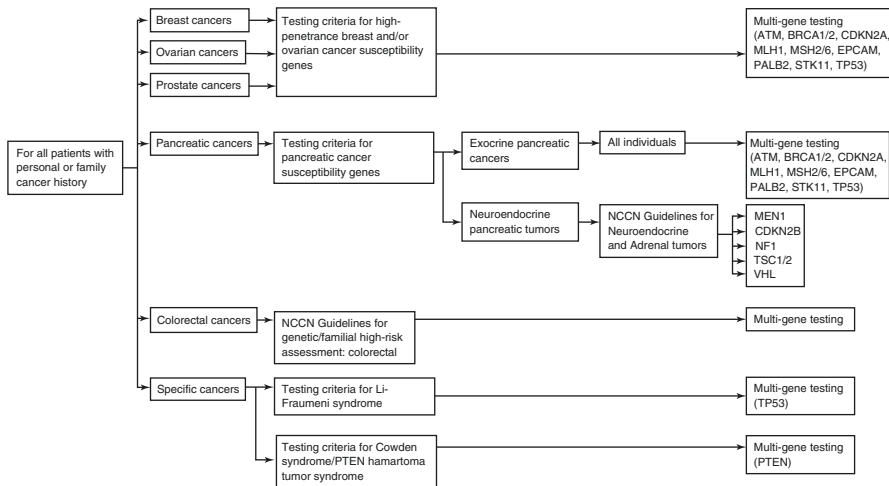 For all patients with
personal or family
cancer history
Breast cancers
Ovarian cancers
Prostate cancers
Testing criteria for high-
penetrance breast and/or
ovarian cancer susceptibility
genes
Multi-gene testing
(ATM, BRCA1/2, CDKN2A,
MLH1, MSH2/6, EPCAM,
PALB2, STK11, TP53)
Pancreatic cancers
Testing criteria for
pancreatic cancer
susceptibility genes
Exocrine pancreatic
cancers
All individuals
Multi-gene testing
(ATM, BRCA1/2, CDKN2A,
MLH1, MSH2/6, EPCAM,
PALB2, STK11, TP53)
Neuroendocrine
pancreatic tumors
NCCN Guidelines for
Neuroendocrine
and Adrenal tumors
MEN1
CDKN2B
NF1
TSC1/2
VHL
Colorectal cancers
NCCN Guidelines for
genetic/familial high-risk
assessment: colorectal
Multi-gene testing
Specific cancers
Testing criteria for Li-
Fraumeni syndrome
Multi-gene testing
(TP53)
Testing criteria for Cowden
syndrome/PTEN hamartoma
tumor syndrome
Multi-gene testing
(PTEN)